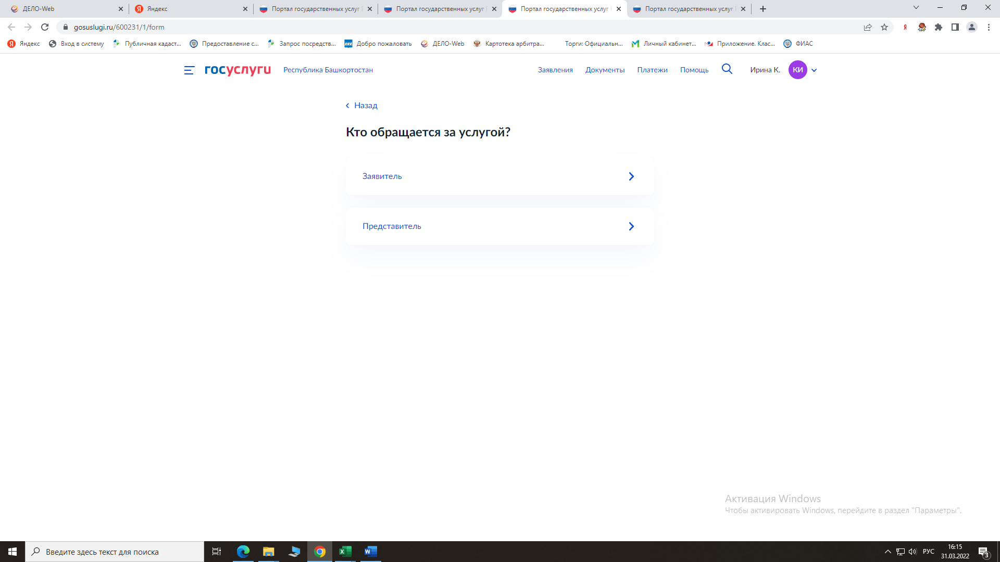 ДЕЛО-Web
Яндекс
Портал государственных услуг
Портал государственных услуг
Портал государственных услуг
Портал государственных услуг
gosuslugi.ru/600231/1/form
Яндекс
Вход в систему
Публичная кадаст...
Предоставление с...
Запрос посредств...
Добро пожаловать
ДЕЛО-Web
Картотека арбитра...
Торги: Официальн...
Личный кабинет...
Приложение. Клас...
ФИАС
госуслуги
Республика Башкортостан
Заявления
Документы
Платежи
Помощь
Ирина К.
КИ
Назад
Кто обращается за услугой?
Заявитель
Представитель
Активация Windows
Чтобы активировать Windows, перейдите в раздел "Параметры".
Введите здесь текст для поиска
РУС
16:15
31.03.2022
3